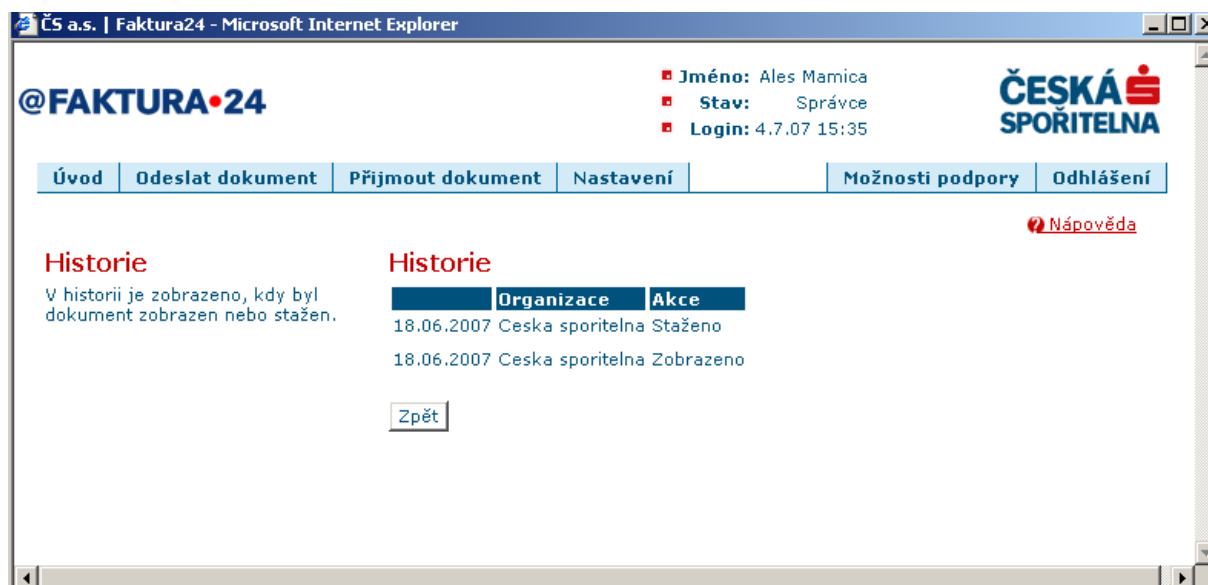 ČS a.s. | Faktura24 - Microsoft Internet Explorer
@FAKTURA•24
Jméno: Ales Mamica
Stav: Správce
Login: 4.7.07 15:35
ČESKÁ
SPOŘITELNA
Úvod Odeslat dokument Přijmout dokument Nastavení Možnosti podpory Odhlášení
Nápověda
Historie
V historii je zobrazeno, kdy byl
dokument zobrazen nebo stažen.
Historie
Organizace Akce
18.06.2007 Ceska sporitelna Staženo
18.06.2007 Ceska sporitelna Zobrazeno
Zpět